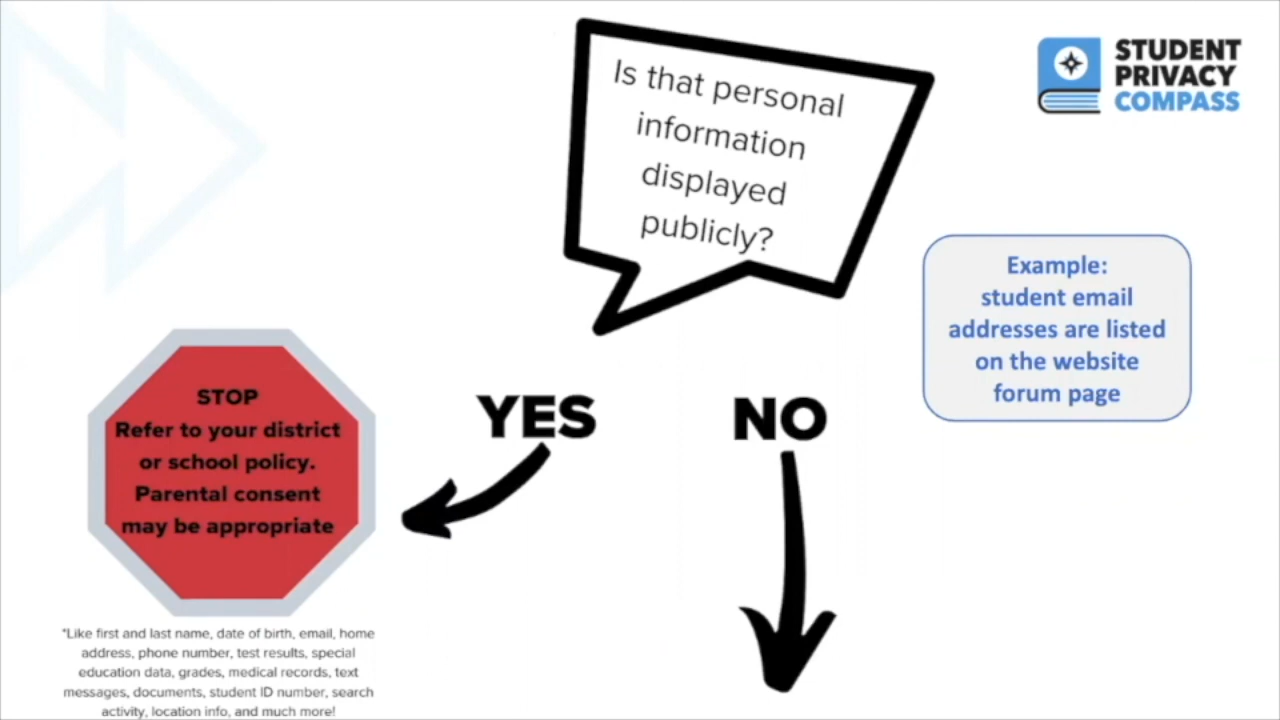 Is that personal
information
displayed
publicly?
STUDENT
PRIVACY
COMPASS
Example:
student email
addresses are listed
on the website
forum page
YES
NO
STOP
Refer to your district
or school policy.
Parental consent
may be appropriate
*Like first and last name, date of birth, email, home
address, phone number, test results, special
education data, grades, medical records, text
messages, documents, student ID number, search
activity, location info, and much more!